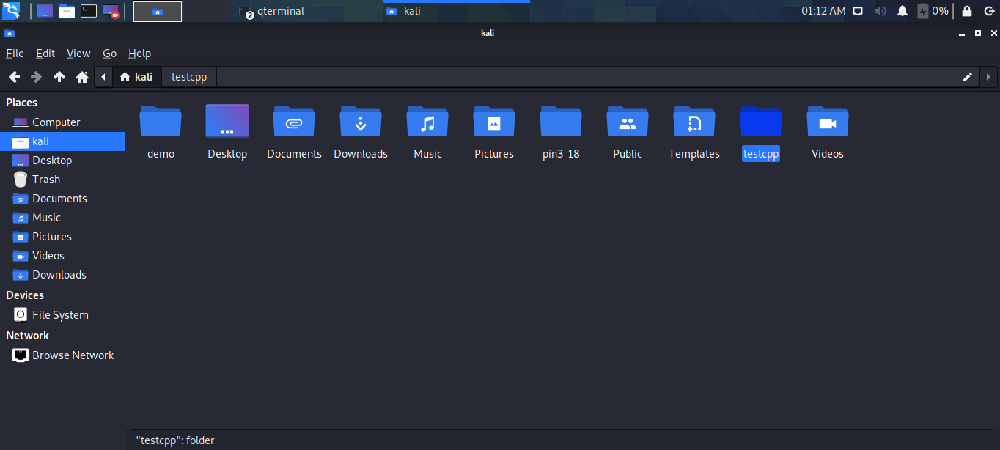 2 qterminal kali 01:12 AM 0%
kali
File Edit View Go Help
kali testcpp
Places
Computer
kali
Desktop
Trash
Documents
Music
Pictures
Videos
Downloads
Devices
File System
Network
Browse Network
demo Desktop Documents Downloads Music Pictures pin3-18 Public Templates testcpp Videos
"testcpp": folder